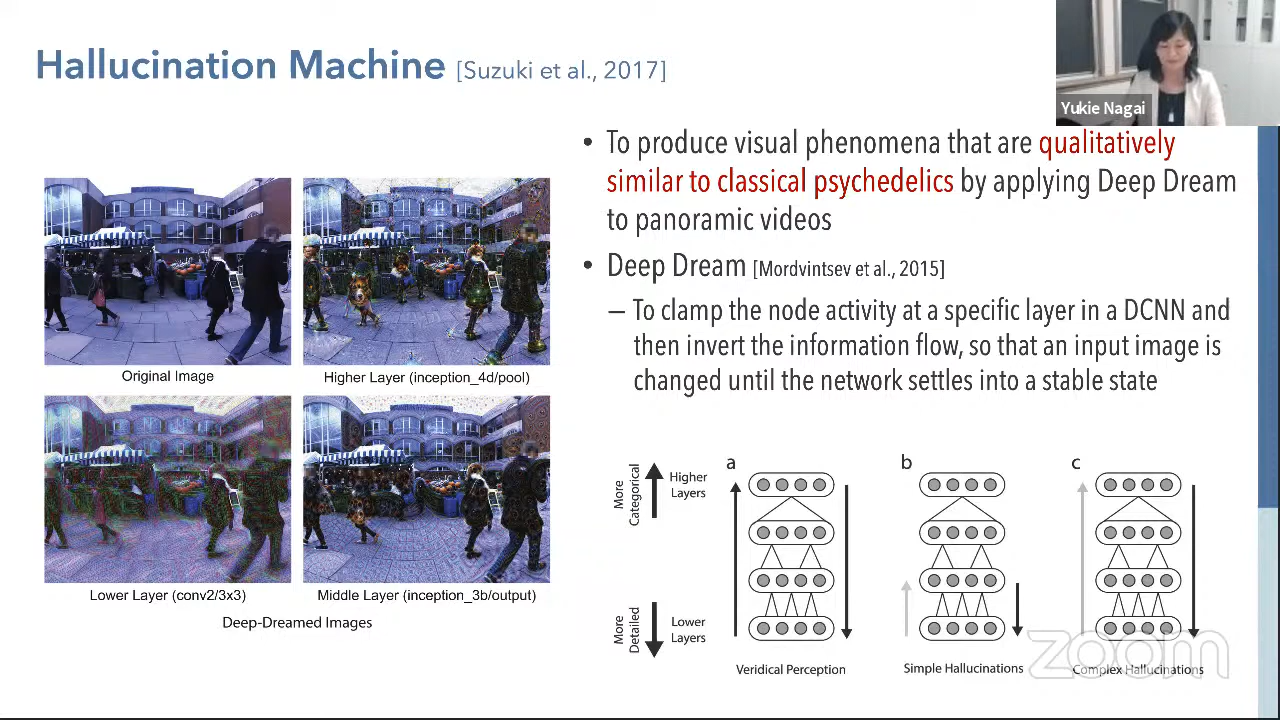 Hallucination Machine [Suzuki et al., 2017]
Yukie Nagai
• To produce visual phenomena that are qualitatively
similar to classical psychedelics by applying Deep Dream
to panoramic videos
• Deep Dream [Mordvintsev et al., 2015]
– To clamp the node activity at a specific layer in a DCNN and
then invert the information flow, so that an input image is
changed until the network settles into a stable state
Original Image
Higher Layer (inception_4d/pool)
Lower Layer (conv2/3x3)
Middle Layer (inception_3b/output)
Deep-Dreamed Images
More
Categorical
Higher
Layers
More
Detailed
Lower
Layers
a
b
c
Veridical Perception
Simple Hallucinations
Complex Hallucinations
zoom